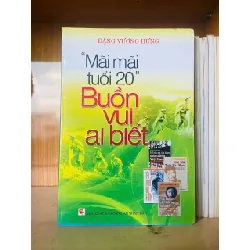 ĐẶNG VƯƠNG HƯNG
"Mãi mãi
tuổi 20"
Buồn
vui
ai biết